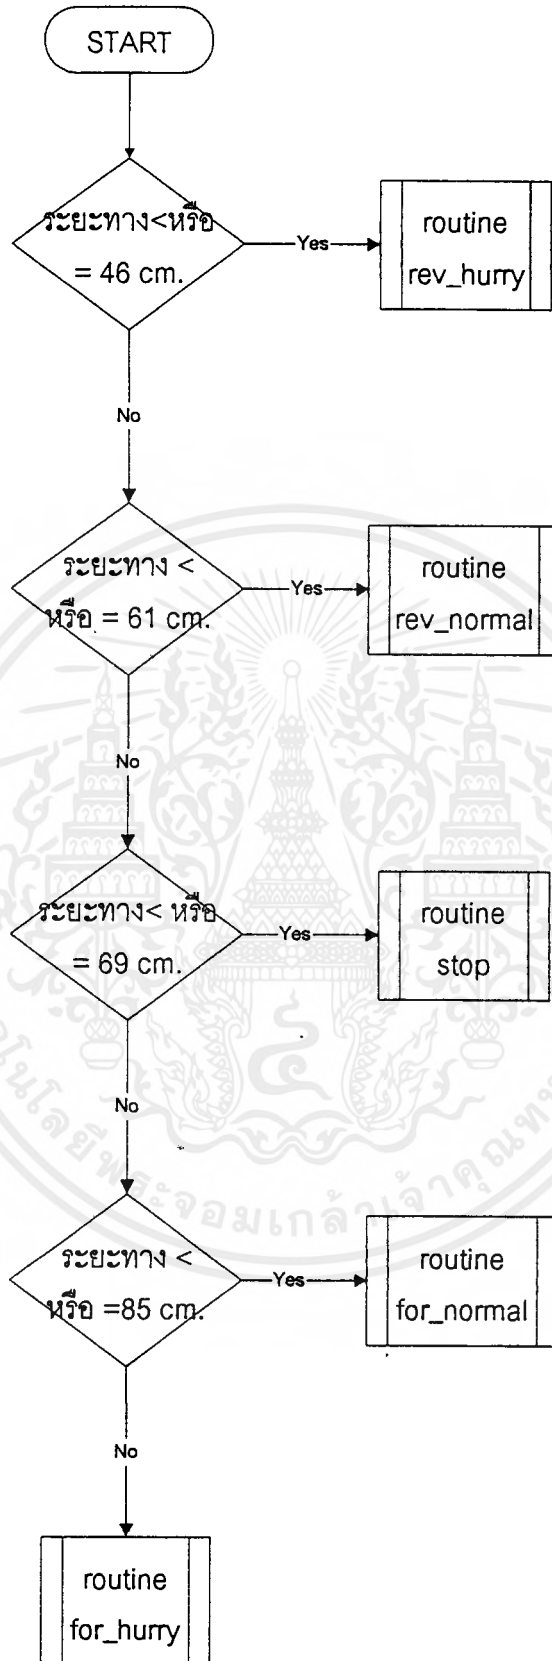 START
ระยะทาง<หรือ
= 46 cm.
Yes
routine
rev_hurry
No
ระยะทาง <
หรือ = 61 cm.
Yes
routine
rev_normal
No
ระยะทาง< หรือ
= 69 cm.
Yes
routine
stop
No
ระยะทาง <
หรือ =85 cm.
Yes
routine
for_normal
No
routine
for_hurry